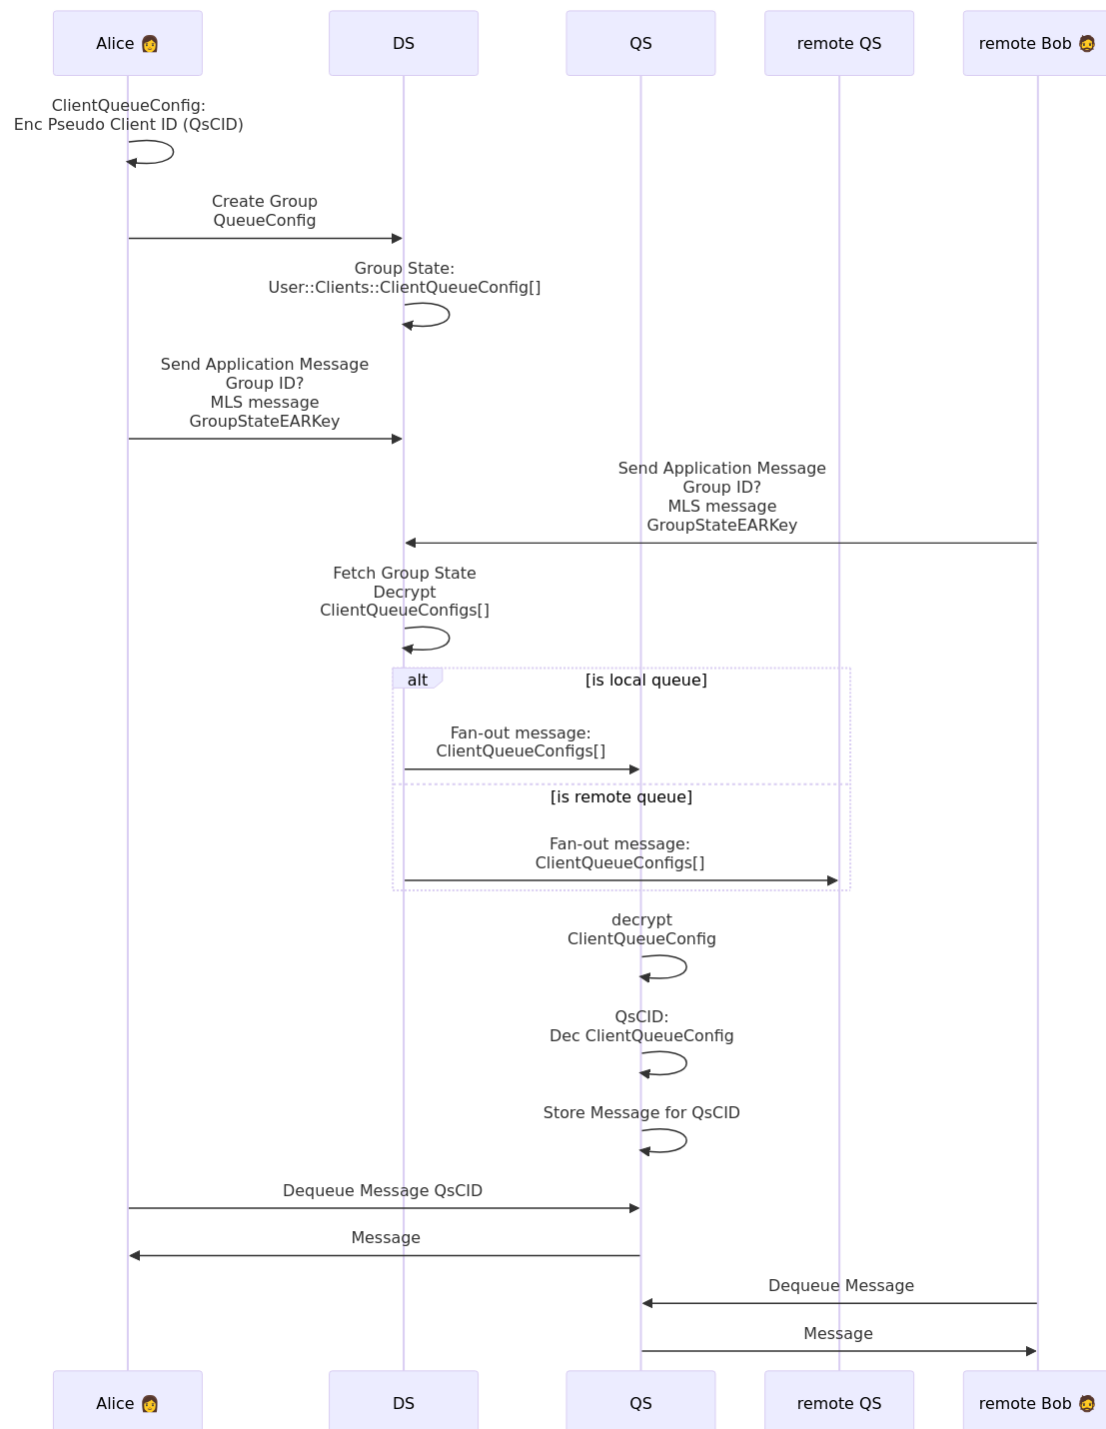 Alice 👩
DS
QS
remote QS
remote Bob 🧔
ClientQueueConfig:
Enc Pseudo Client ID (QsCID)
Create Group
QueueConfig
Group State:
User::Clients::ClientQueueConfig[]
Send Application Message
Group ID?
MLS message
GroupStateEARKey
Send Application Message
Group ID?
MLS message
GroupStateEARKey
Fetch Group State
Decrypt
ClientQueueConfigs[]
alt
[is local queue]
Fan-out message:
ClientQueueConfigs[]
[is remote queue]
Fan-out message:
ClientQueueConfigs[]
decrypt
ClientQueueConfig
QsCID:
Dec ClientQueueConfig
Store Message for QsCID
Dequeue Message QsCID
Message
Dequeue Message
Message
Alice 👩
DS
QS
remote QS
remote Bob 🧔